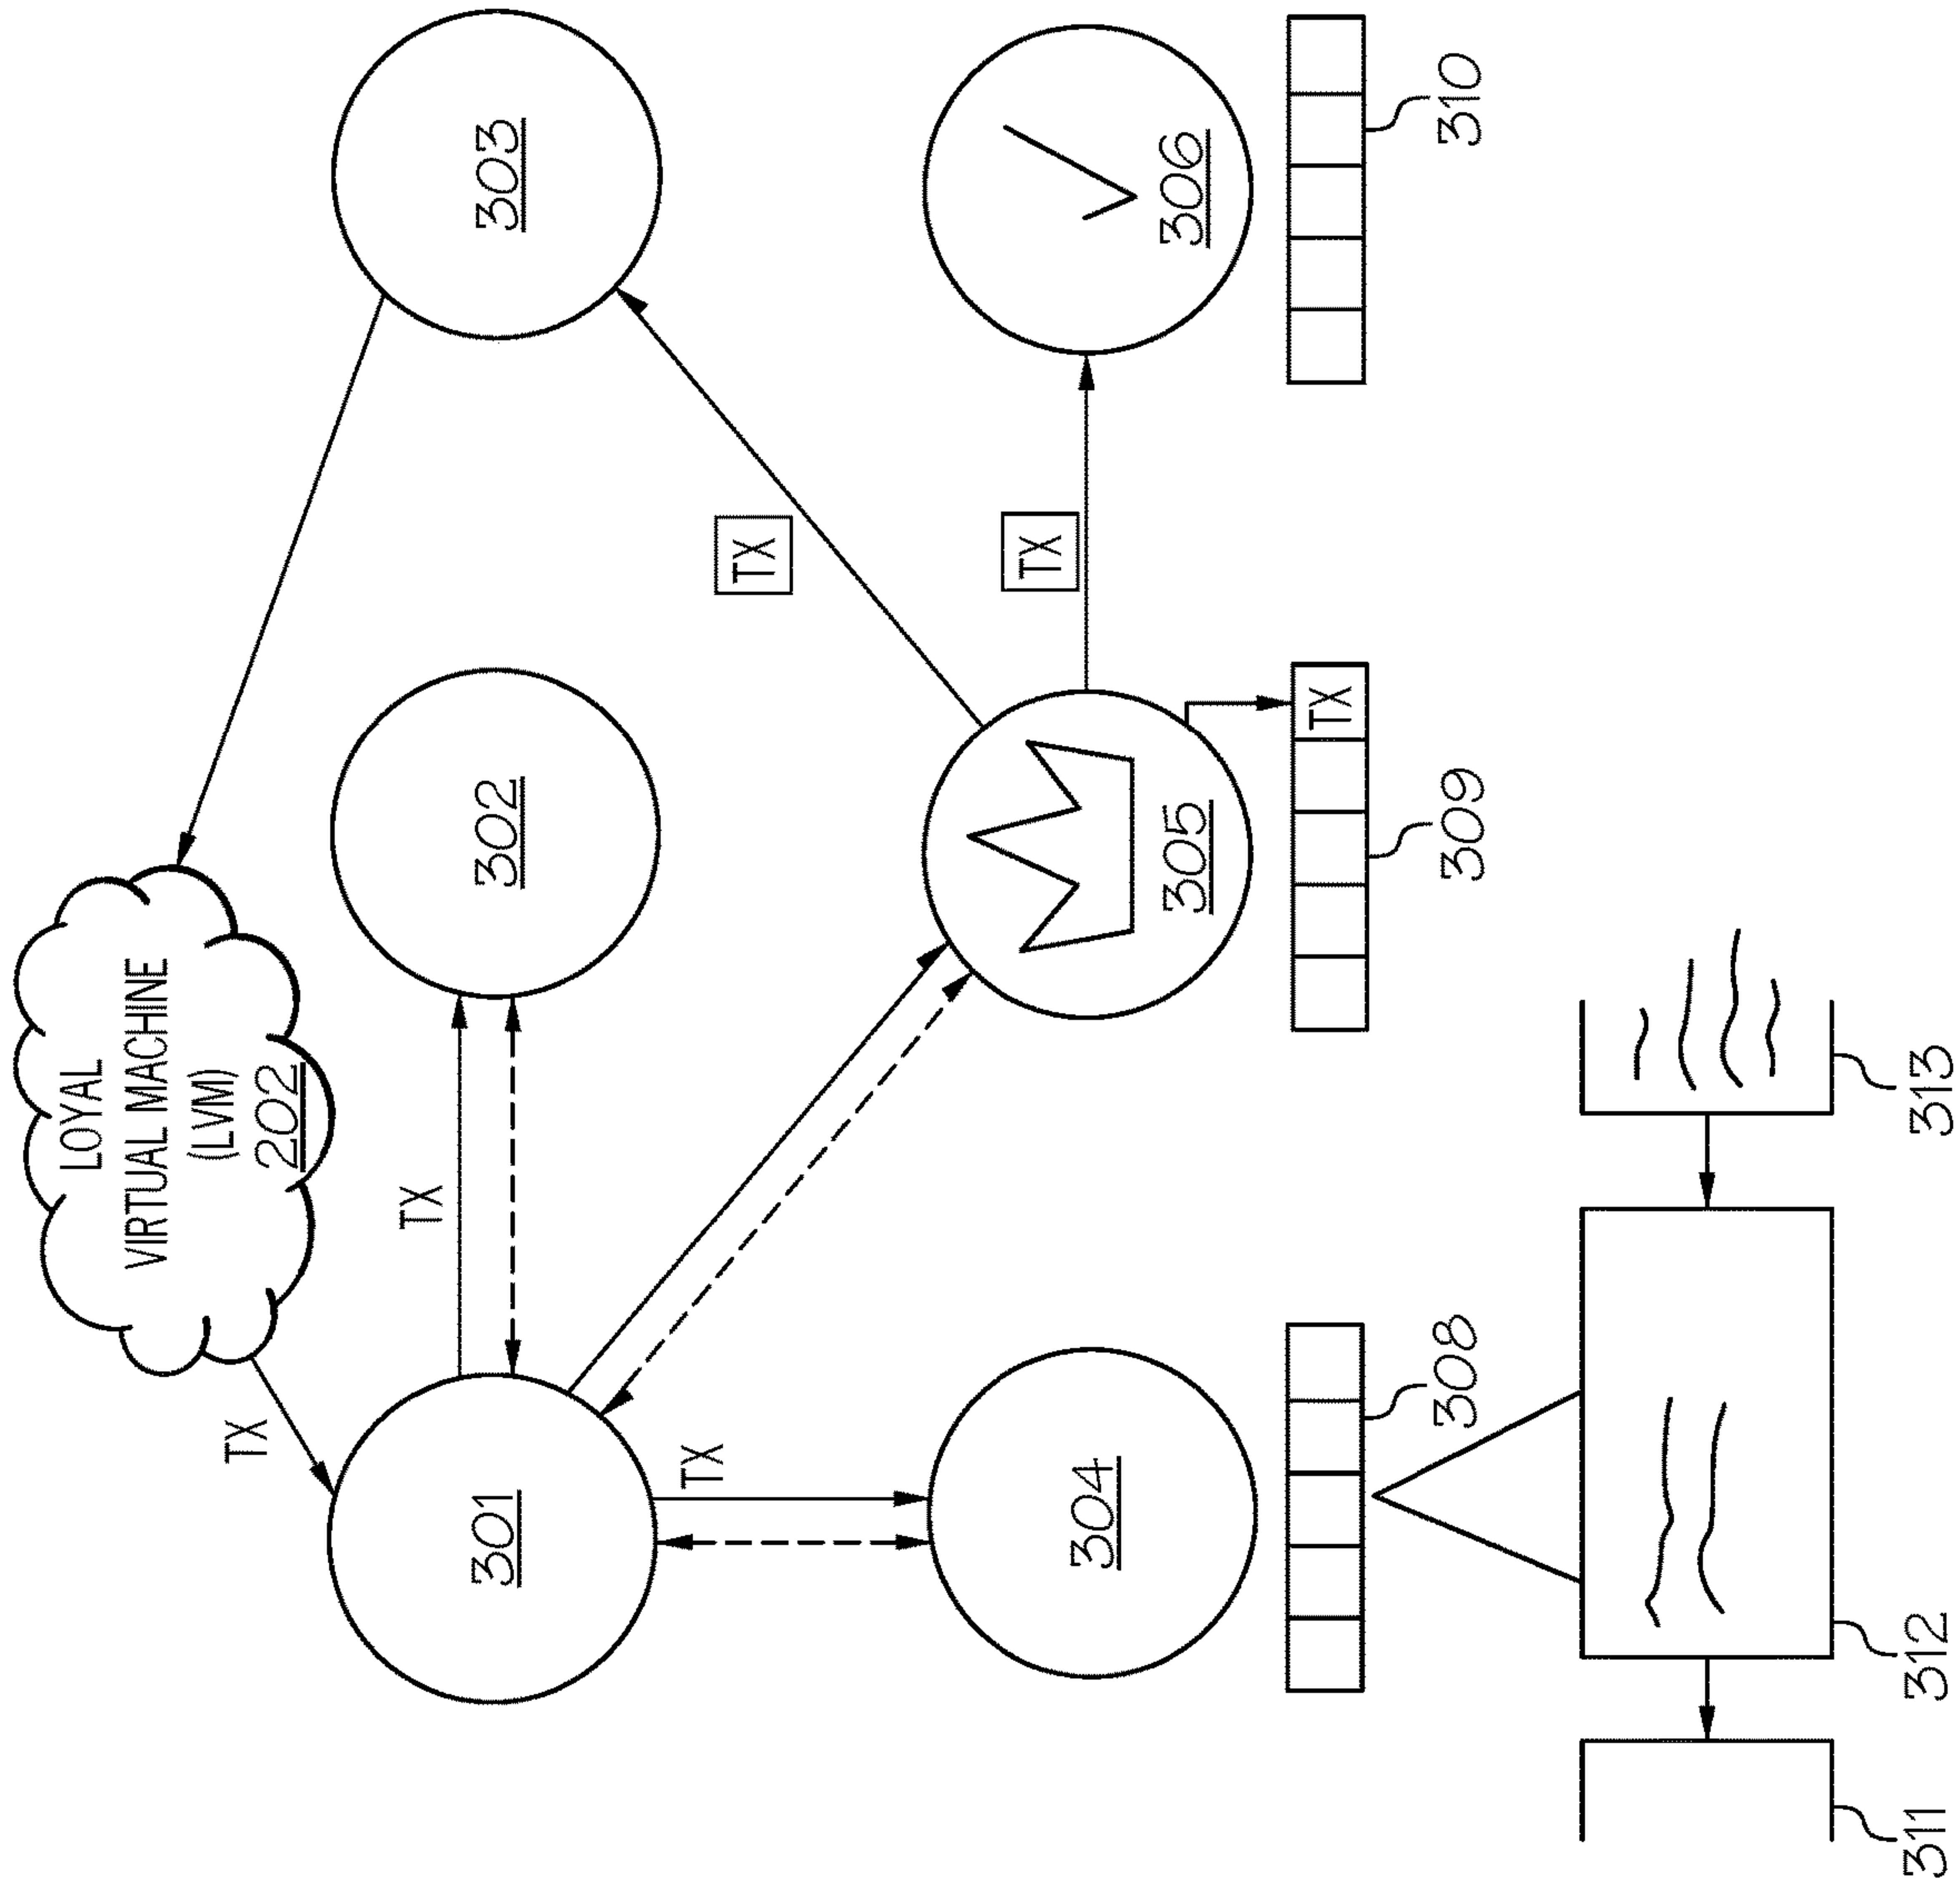 LOYAL
VIRTUAL MACHINE
(LVM)
202
TX
TX
301
302
303
TX
TX
TX
304
305
306
TX
308
309
310
311
312
313